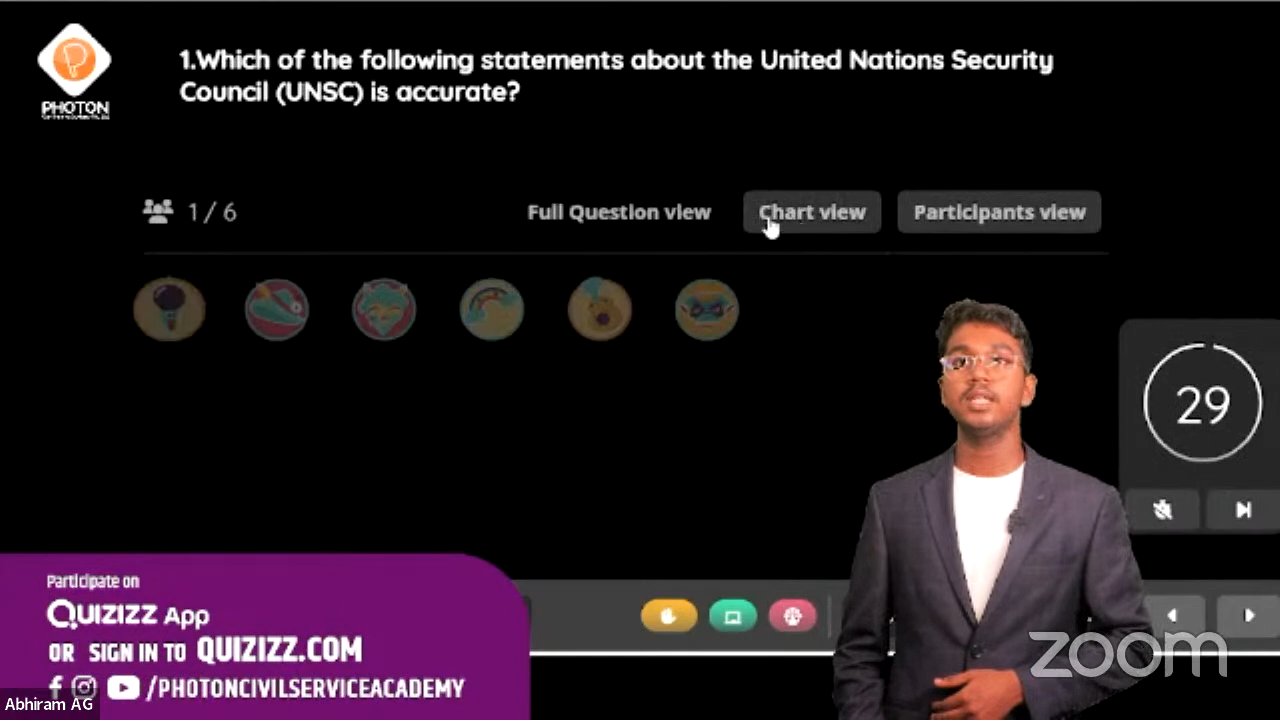 1.Which of the following statements about the United Nations Security
Council (UNSC) is accurate?
PHOTON
1 / 6
Full Question view
Chart view
Participants view
29
Participate on
QUIZIZZ App
OR SIGN IN TO QUIZIZZ.COM
/PHOTONCIVILSERVICEACADEMY
Abhiram AG
zoom